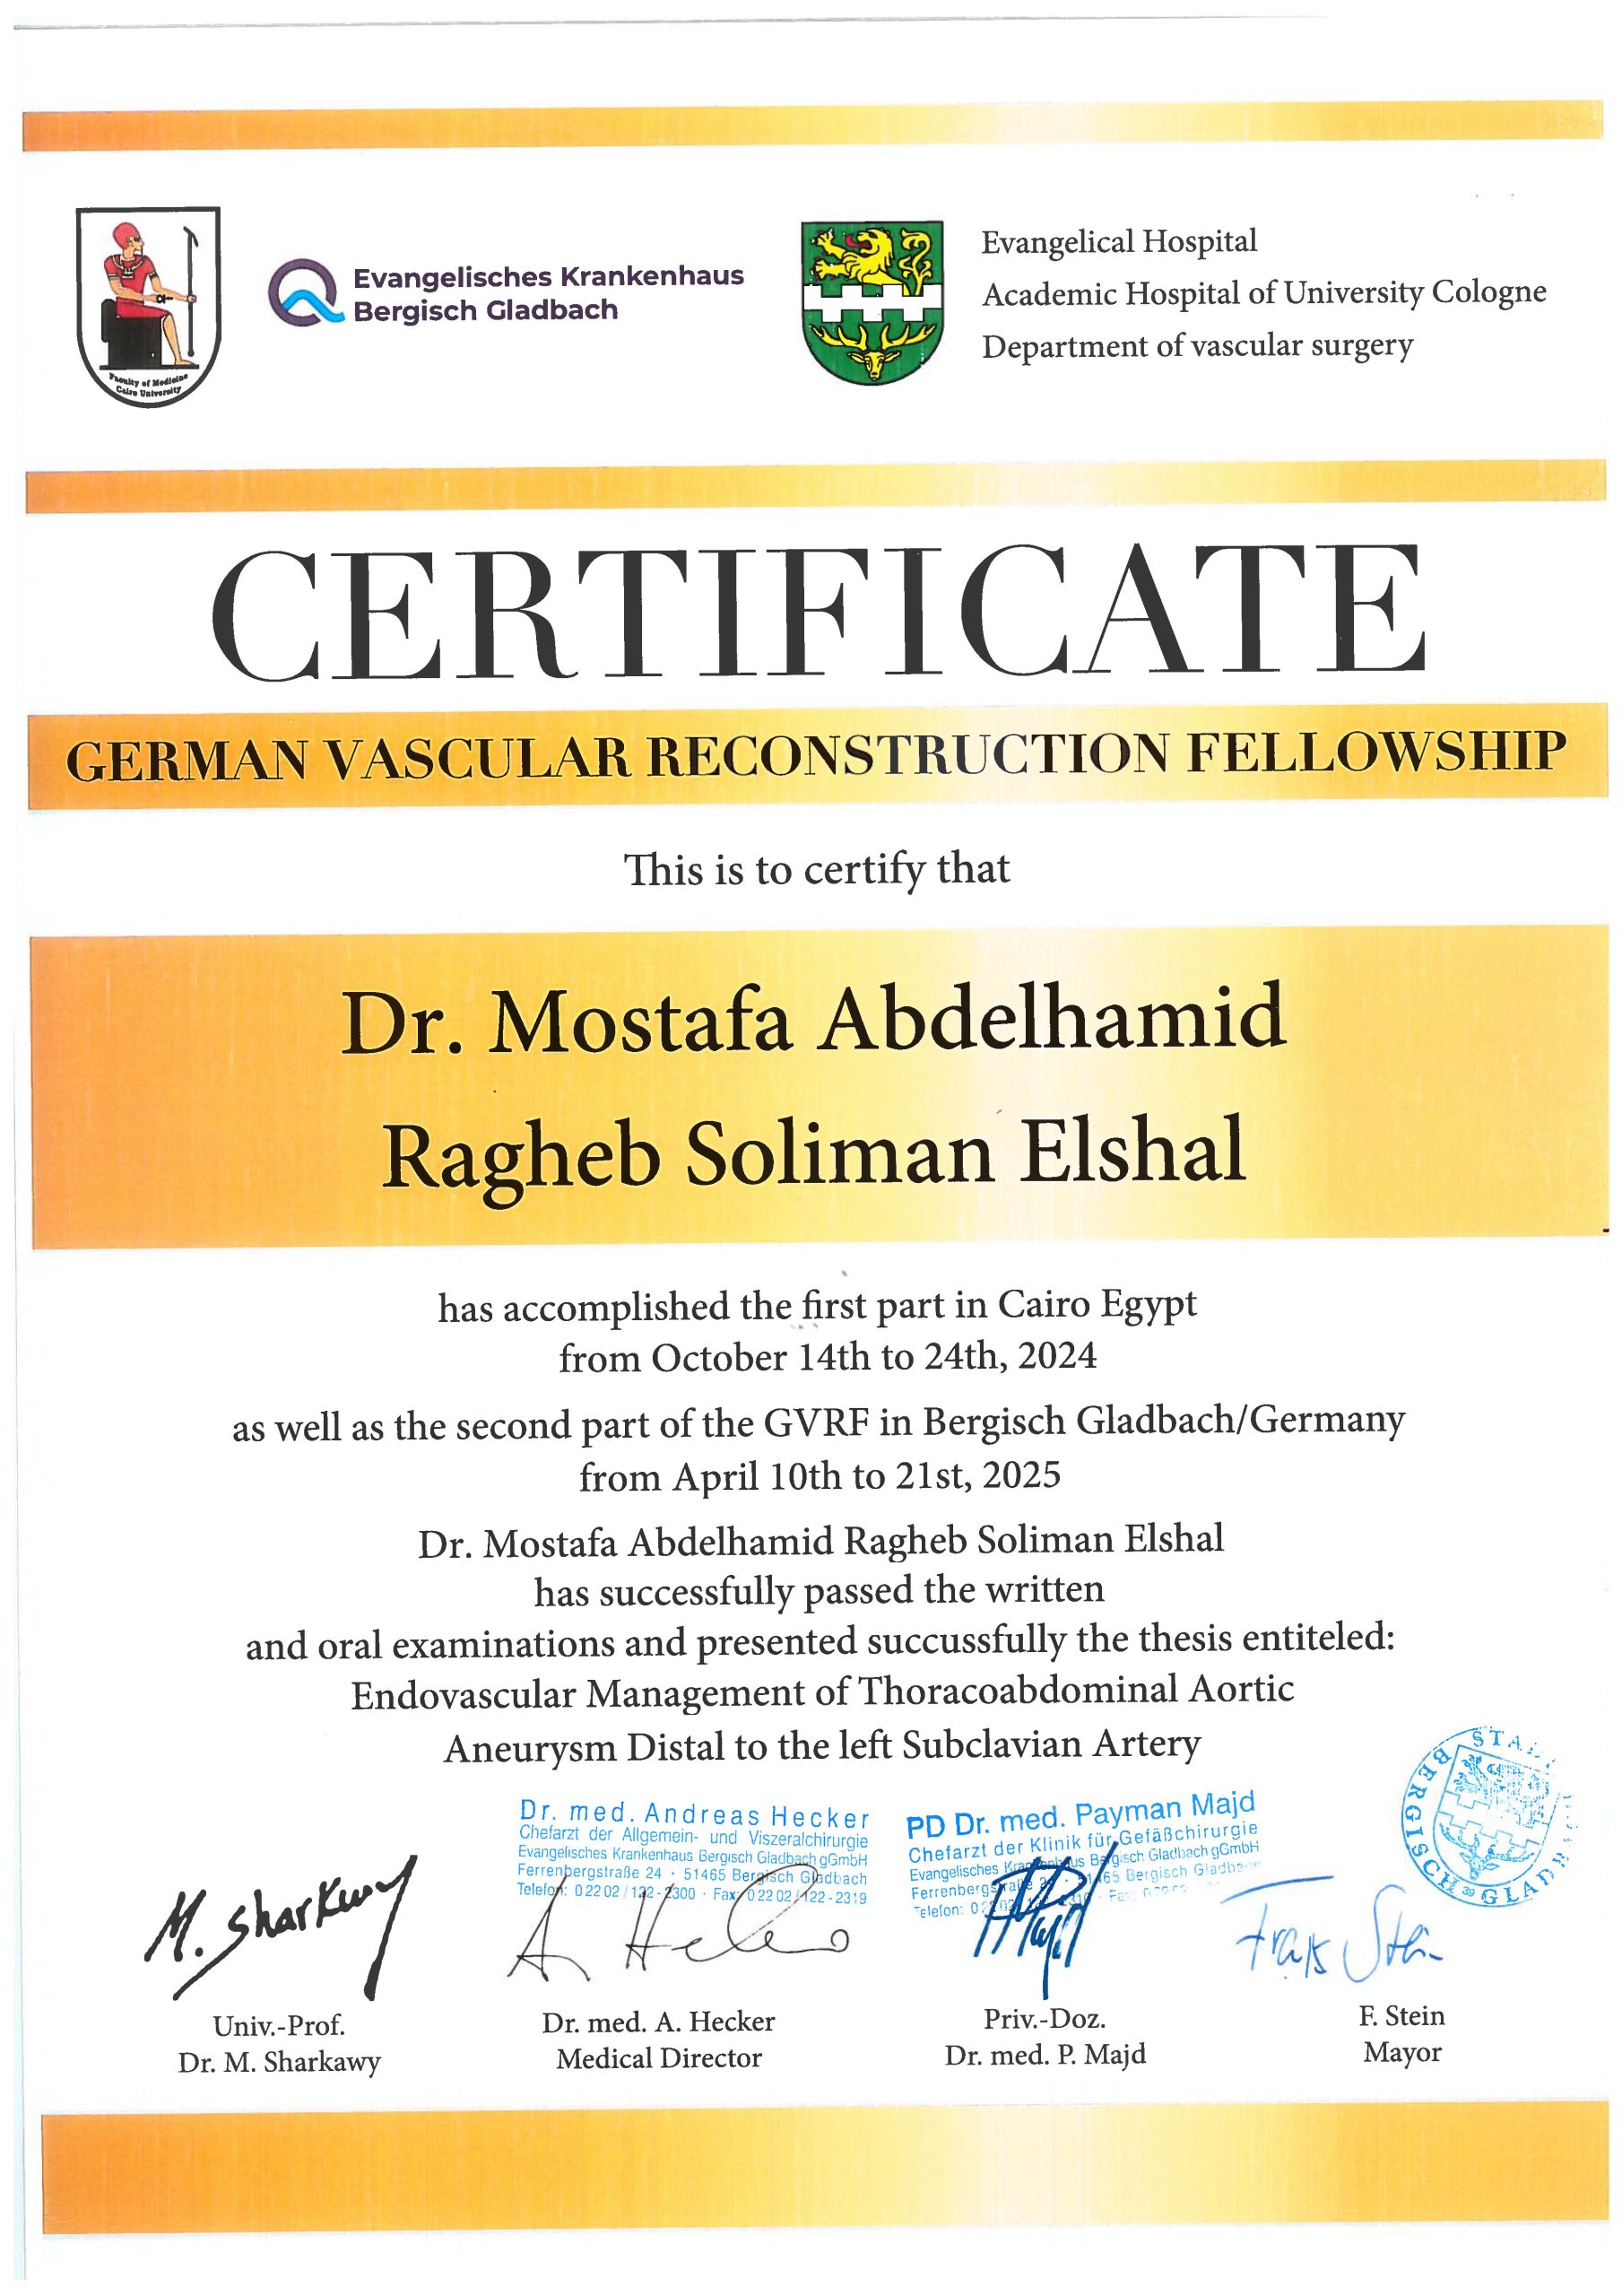 Faculty of Medicine
Cairo University
Evangelisches Krankenhaus
Bergisch Gladbach
Evangelical Hospital
Academic Hospital of University Cologne
Department of vascular surgery
CERTIFICATE
GERMAN VASCULAR RECONSTRUCTION FELLOWSHIP
This is to certify that
Dr. Mostafa Abdelhamid
Ragheb Soliman Elshal
has accomplished the first part in Cairo Egypt
from October 14th to 24th, 2024
as well as the second part of the GVRF in Bergisch Gladbach/Germany
from April 10th to 21st, 2025
Dr. Mostafa Abdelhamid Ragheb Soliman Elshal
has successfully passed the written
and oral examinations and presented succussfully the thesis entiteled:
Endovascular Management of Thoracoabdominal Aortic
Aneurysm Distal to the left Subclavian Artery
Dr. med. Andreas Hecker
Chefarzt der Allgemein- und Viszeralchirurgie
Evangelisches Krankenhaus Bergisch Gladbach gGmbH
Ferrenbergstraße 24 · 51465 Bergisch Gladbach
Telefon: 0 22 02 / 122 - 2300 · Fax: 0 22 02 / 122 - 2319
PD Dr. med. Payman Majd
Chefarzt der Klinik für Gefäßchirurgie
Evangelisches Krankenhaus Bergisch Gladbach gGmbH
Ferrenbergstraße 51465 Bergisch Gladbach
Telefon:
BERGISCH GLADBACH
M. Sharkawy
A Hecker
Frank Stein
Univ.-Prof.
Dr. M. Sharkawy
Dr. med. A. Hecker
Medical Director
Priv.-Doz.
Dr. med. P. Majd
F. Stein
Mayor